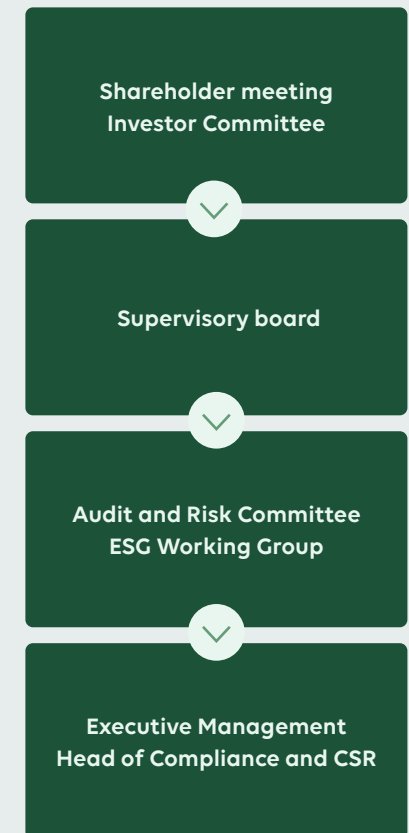 Shareholder meeting
Investor Committee
Supervisory board
Audit and Risk Committee
ESG Working Group
Executive Management
Head of Compliance and CSR